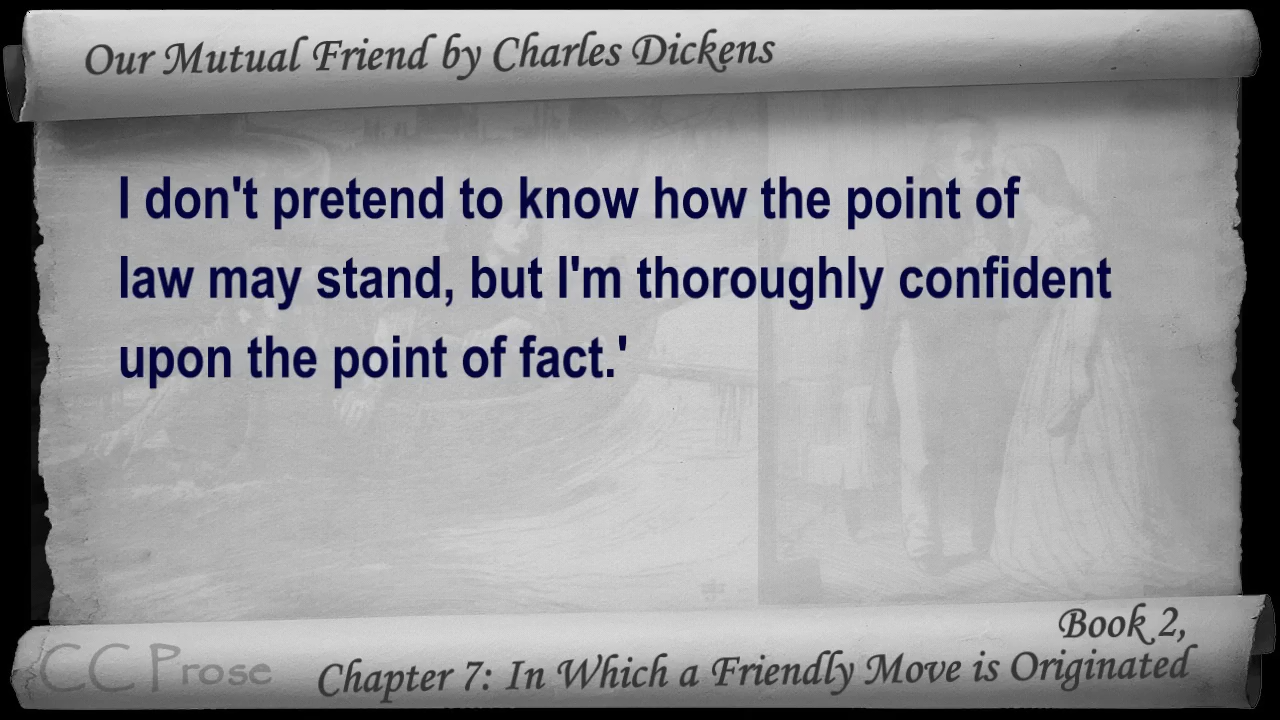 Our Mutual Friend by Charles Dickens
I don't pretend to know how the point of
law may stand, but I'm thoroughly confident
upon the point of fact.'
Book 2,
CC Prose
Chapter 7: In Which a Friendly Move is Originated